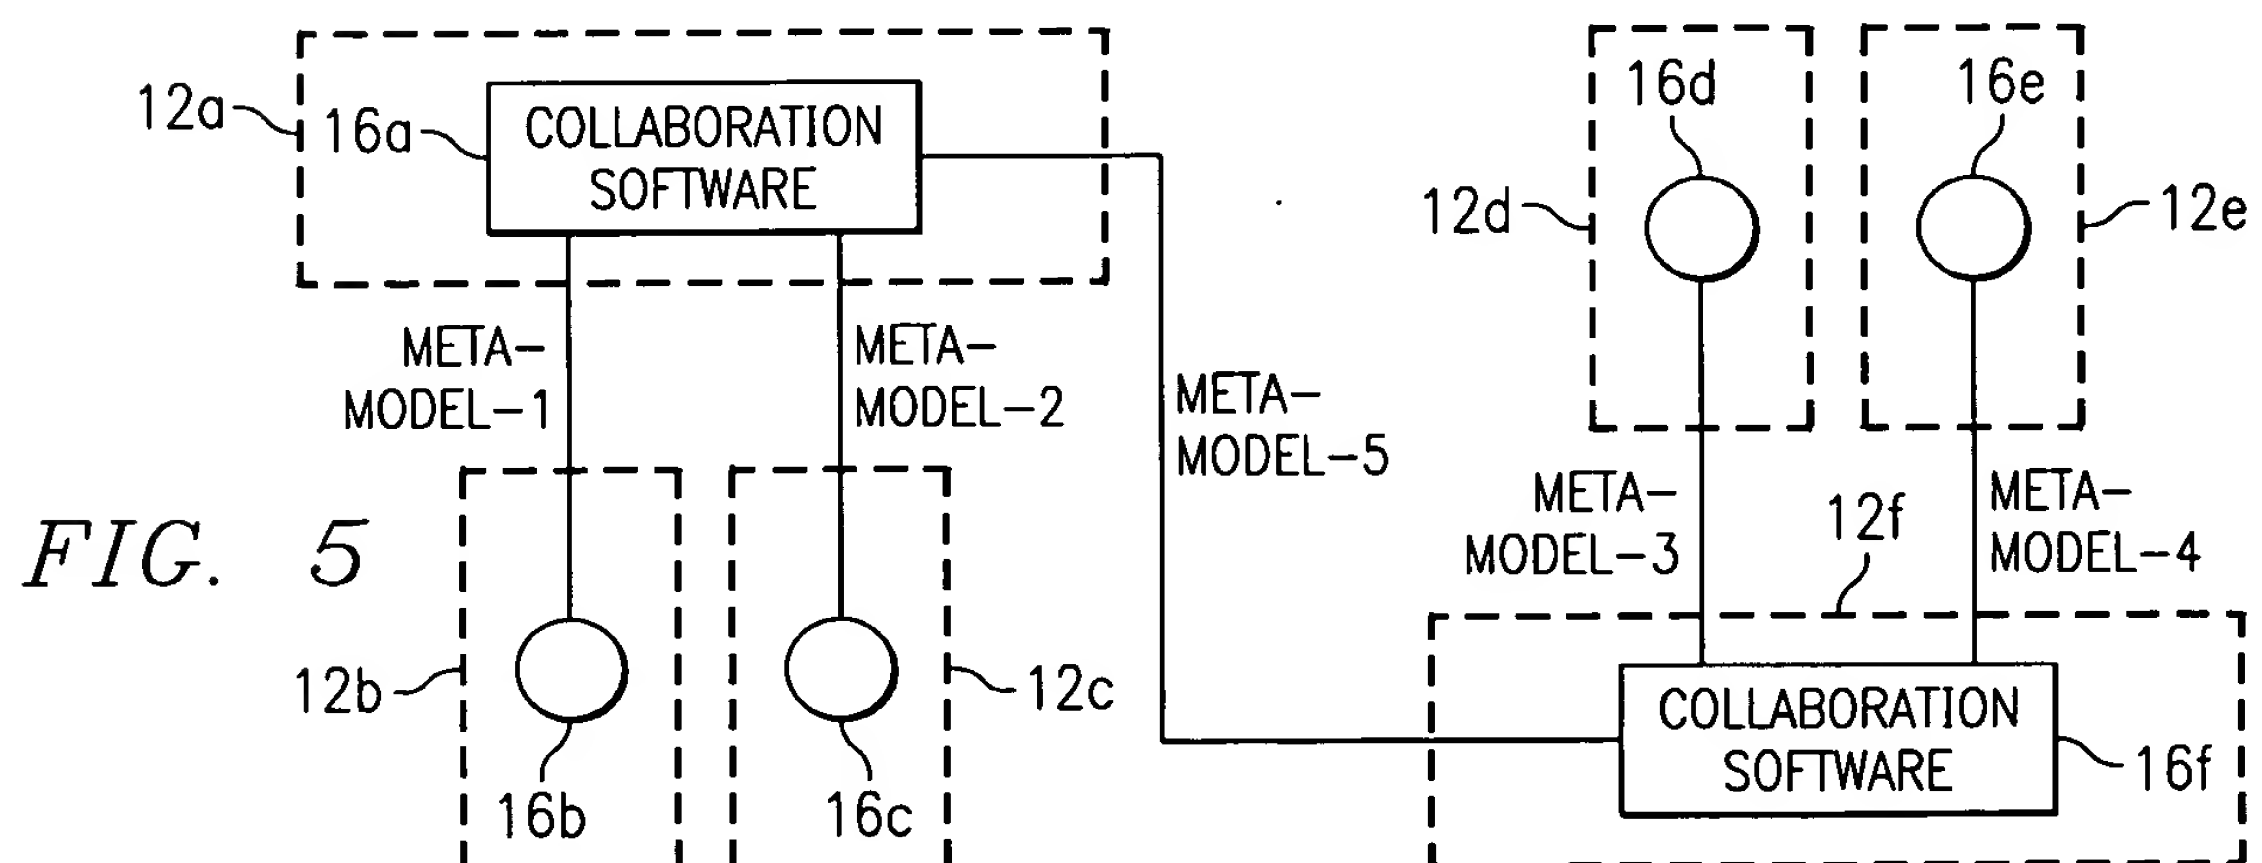 12a
16a
COLLABORATION
SOFTWARE
META-
MODEL-1
META-
MODEL-2
META-
MODEL-5
12b
16b
12c
16c
FIG. 5
16d
12d
16e
12e
META-
MODEL-3
META-
MODEL-4
12f
COLLABORATION
SOFTWARE
16f